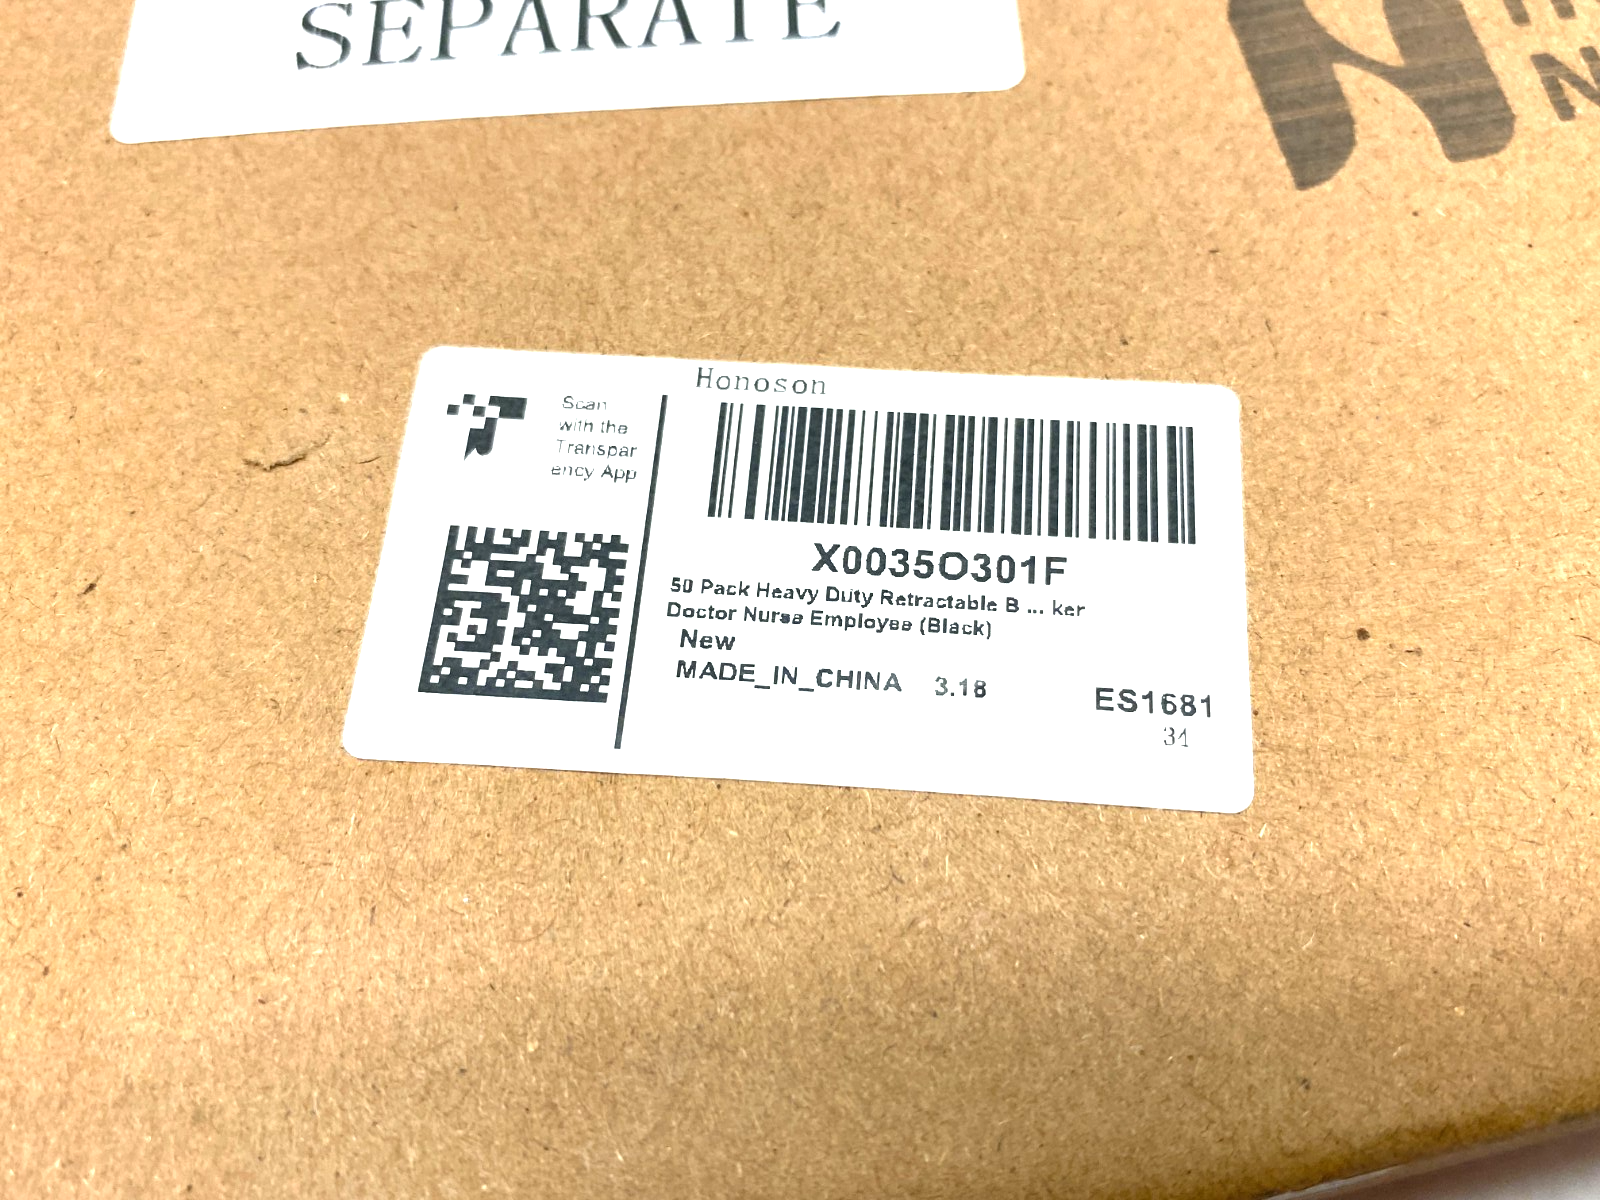 SEPARATE
Honoson
Scan
with the
Transpar
ency App
X0035O301F
50 Pack Heavy Duty Retractable B ... ker
Doctor Nurse Employee (Black)
New
MADE_IN_CHINA 3.18
ES1681
34